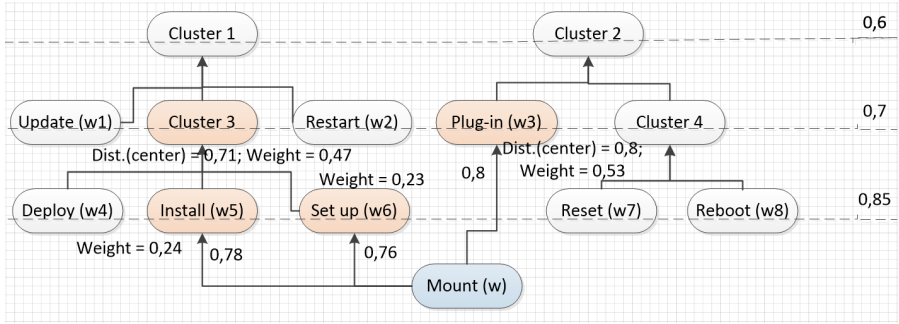 Cluster 1
Cluster 2
0,6
Update (w1)
Cluster 3
Restart (w2)
Plug-in (w3)
Cluster 4
0,7
Dist.(center) = 0,71; Weight = 0,47
Dist.(center) = 0,8;
Weight = 0,53
0,8
Weight = 0,23
Deploy (w4)
Install (w5)
Set up (w6)
Reset (w7)
Reboot (w8)
0,85
Weight = 0,24
0,78
0,76
Mount (w)